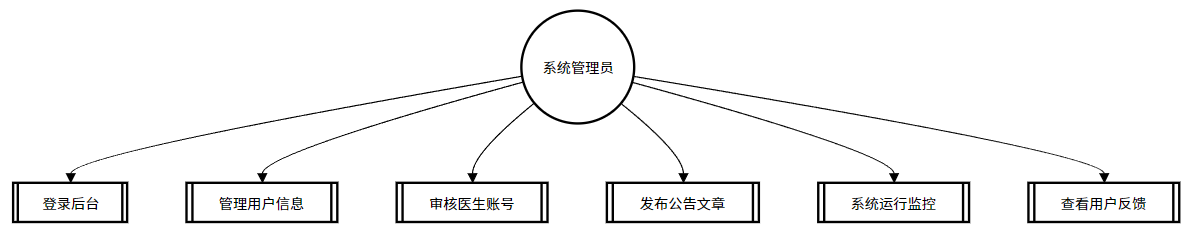 系统管理员
登录后台
管理用户信息
审核医生账号
发布公告文章
系统运行监控
查看用户反馈